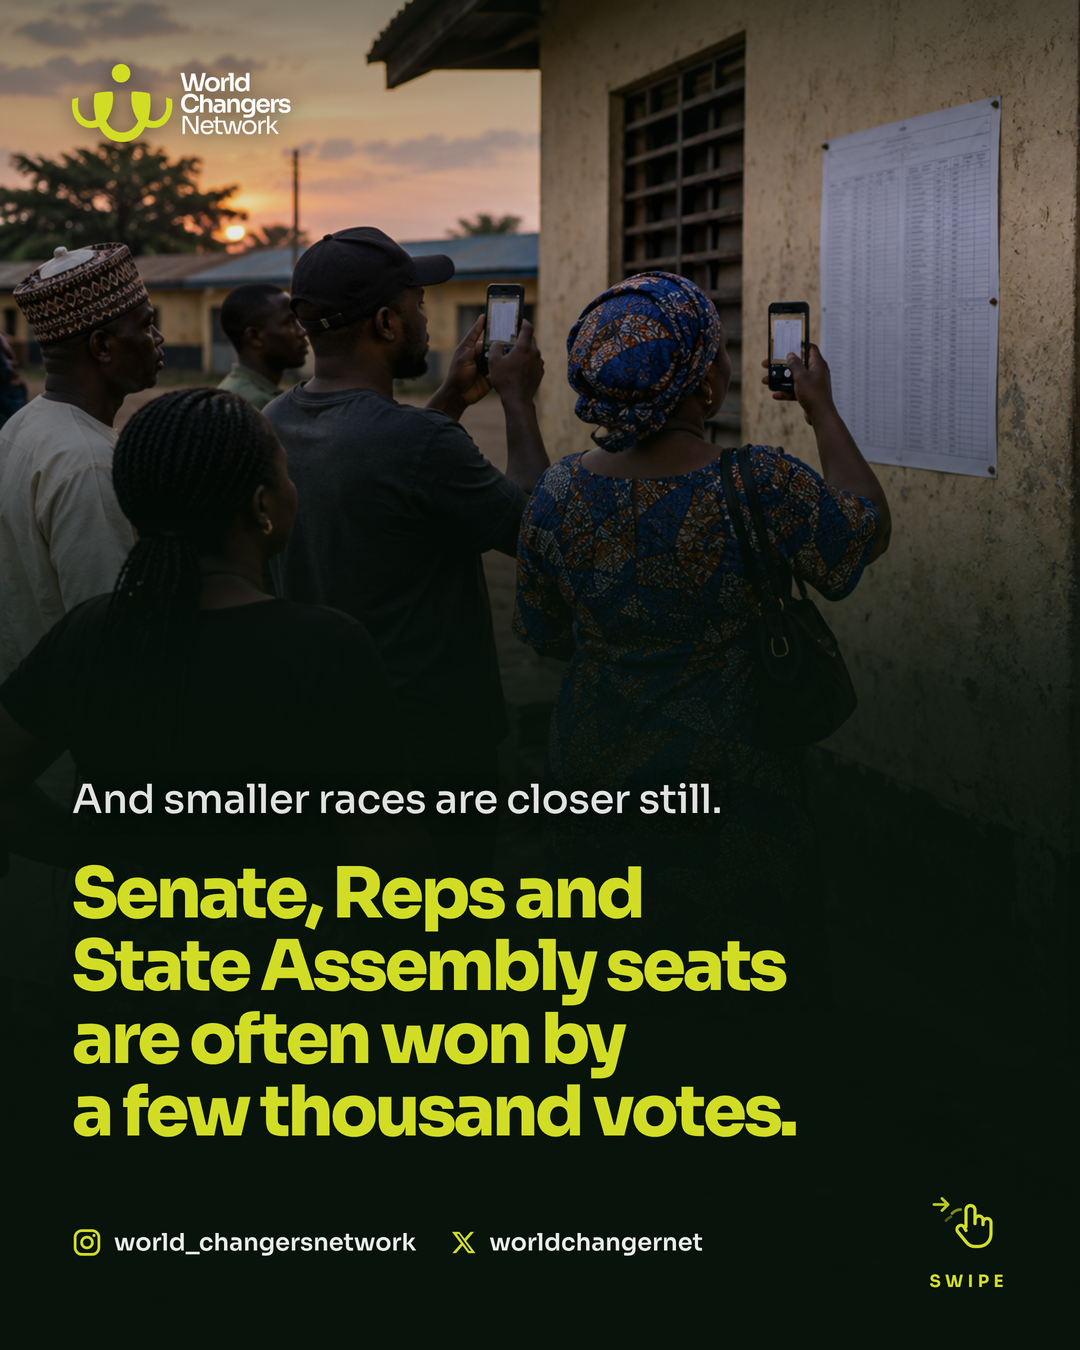 World
Changers
Network
And smaller races are closer still.
Senate, Reps and
State Assembly seats
are often won by
a few thousand votes.
world_changersnetwork
worldchangernet
SWIPE